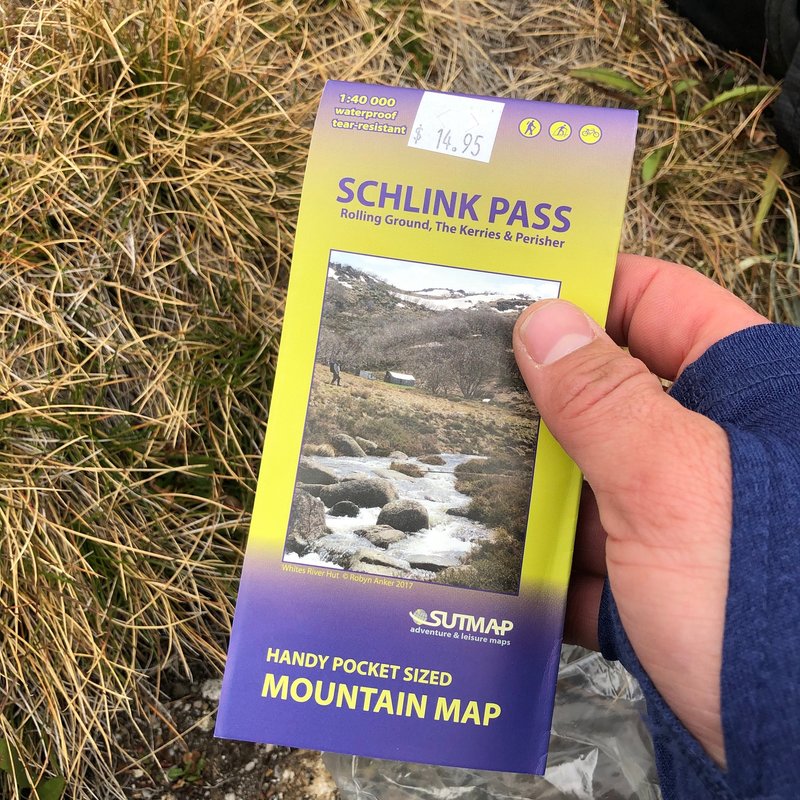 1:40 000
waterproof
tear-resistant
$ 14.95
SCHLINK PASS
Rolling Ground, The Kerries & Perisher
Whites River Hut © Robyn Anker 2017
SUTMAP
adventure & leisure maps
HANDY POCKET SIZED
MOUNTAIN MAP